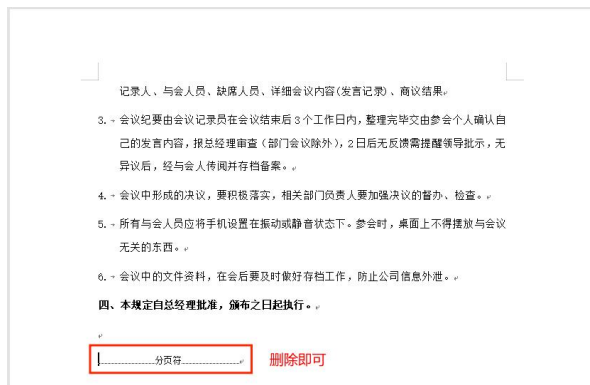 记录人、与会人员、缺席人员、详细会议内容(发言记录)、商议结果
3. 会议纪要由会议记录员在会议结束后3个工作日内，整理完毕交由参会个人确认自
己的发言内容，报总经理审查（部门会议除外），2日后无反馈需提醒领导批示，无
异议后，经与会人传阅并存档备案。
4. 会议中形成的决议，要积极落实，相关部门负责人要加强决议的督办、检查。
5. 所有与会人员应将手机设置在振动或静音状态下。参会时，桌面上不得摆放与会议
无关的东西。
6. 会议中的文件资料，在会后要及时做好存档工作，防止公司信息外泄。
四、本规定自总经理批准，颁布之日起执行。
分页符 删除即可